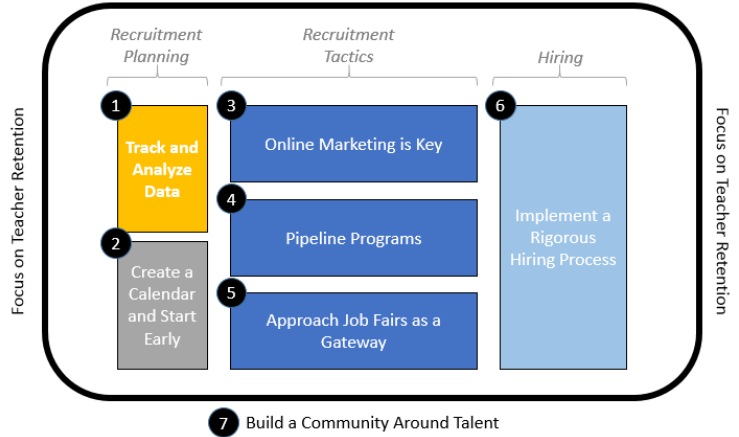 Recruitment
Planning
Recruitment
Tactics
Hiring
Focus on Teacher Retention
1
Track and
Analyze
Data
2
Create a
Calendar
and Start
Early
3
Online Marketing is Key
4
Pipeline Programs
5
Approach Job Fairs as a
Gateway
6
Implement a
Rigorous
Hiring Process
Focus on Teacher Retention
7 Build a Community Around Talent